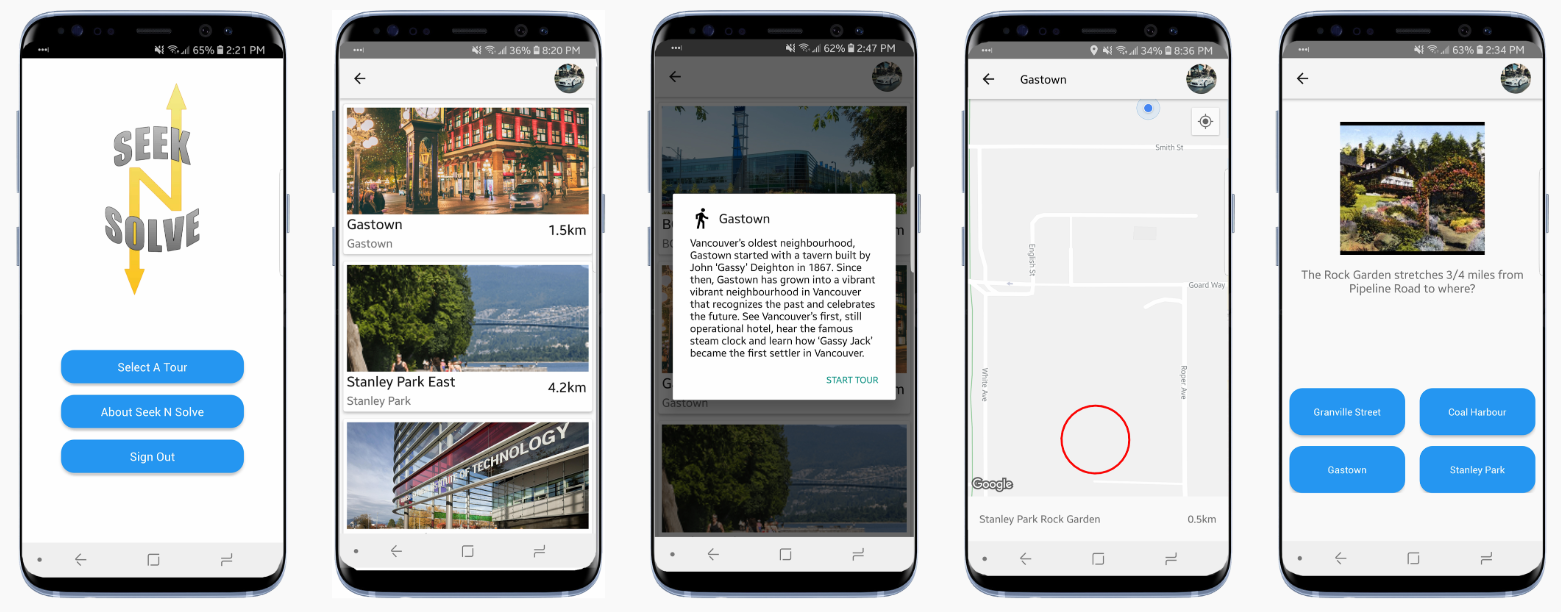 65% 2:21 PM
SEEK
N
SOLVE
Select A Tour
About Seek N Solve
Sign Out
36% 8:20 PM
Gastown
1.5km
Gastown
Stanley Park East
4.2km
Stanley Park
OF TECHNOLOGY
62% 2:47 PM
Gastown
Vancouver's oldest neighbourhood,
Gastown started with a tavern built by
John 'Gassy' Deighton in 1867. Since
then, Gastown has grown into a vibrant
vibrant neighbourhood in Vancouver
that recognizes the past and celebrates
the future. See Vancouver's first, still
operational hotel, hear the famous
steam clock and learn how 'Gassy Jack'
became the first settler in Vancouver.
START TOUR
Gastown
34% 8:36 PM
Gastown
Smith St
English St
Goard Way
White Ave
Roper Ave
Google
Stanley Park Rock Garden
0.5km
63% 2:34 PM
The Rock Garden stretches 3/4 miles from
Pipeline Road to where?
Granville Street
Coal Harbour
Gastown
Stanley Park